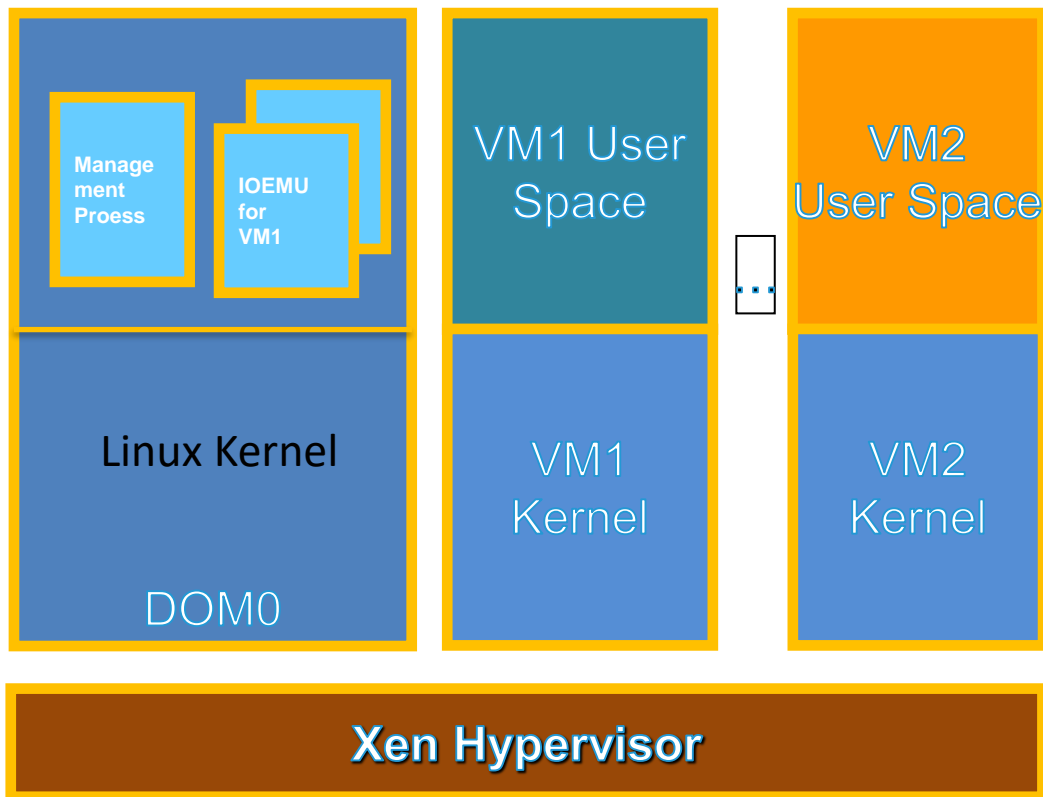 Manage
ment
Proess
IOEMU
for
VM1
Linux Kernel
DOM0
VM1 User
Space
VM1
Kernel
...
VM2
User Space
VM2
Kernel
Xen Hypervisor